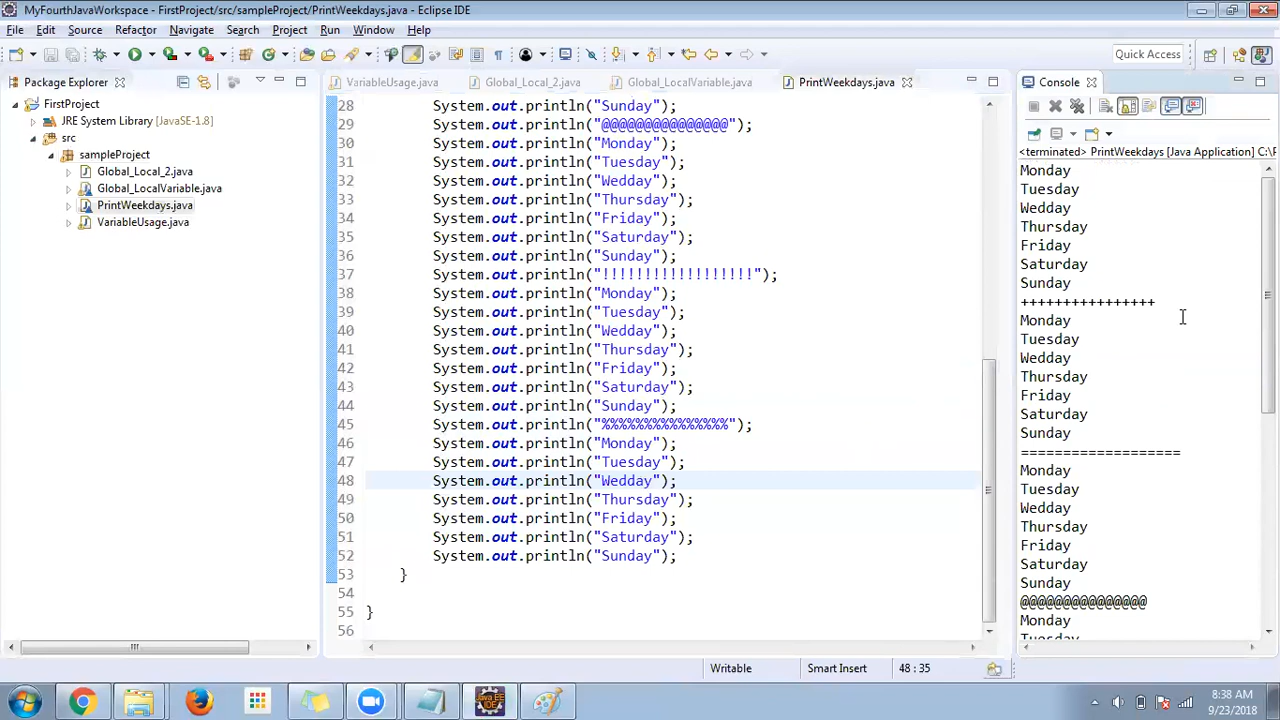 MyFourthJavaWorkspace - FirstProject/src/sampleProject/PrintWeekdays.java - Eclipse IDE
File Edit Source Refactor Navigate Search Project Run Window Help
Quick Access
Package Explorer
FirstProject
JRE System Library [JavaSE-1.8]
src
sampleProject
Global_Local_2.java
Global_LocalVariable.java
PrintWeekdays.java
VariableUsage.java
VariableUsage.java Global_Local_2.java Global_LocalVariable.java PrintWeekdays.java
28 System.out.println("Sunday");
29 System.out.println("@@@@@@@@@@@@@@@");
30 System.out.println("Monday");
31 System.out.println("Tuesday");
32 System.out.println("Wedday");
33 System.out.println("Thursday");
34 System.out.println("Friday");
35 System.out.println("Saturday");
36 System.out.println("Sunday");
37 System.out.println("!!!!!!!!!!!!!!!!!!");
38 System.out.println("Monday");
39 System.out.println("Tuesday");
40 System.out.println("Wedday");
41 System.out.println("Thursday");
42 System.out.println("Friday");
43 System.out.println("Saturday");
44 System.out.println("Sunday");
45 System.out.println("%%%%%%%%%%%%%%%");
46 System.out.println("Monday");
47 System.out.println("Tuesday");
48 System.out.println("Wedday");
49 System.out.println("Thursday");
50 System.out.println("Friday");
51 System.out.println("Saturday");
52 System.out.println("Sunday");
53 }
54
55 }
56
Console
<terminated> PrintWeekdays [Java Application] C:\P
Monday
Tuesday
Wedday
Thursday
Friday
Saturday
Sunday
++++++++++++++++
Monday
Tuesday
Wedday
Thursday
Friday
Saturday
Sunday
===================
Monday
Tuesday
Wedday
Thursday
Friday
Saturday
Sunday
@@@@@@@@@@@@@@@
Monday
Tuesday
Writable Smart Insert 48 : 35
Java EE
IDE
8:38 AM
9/23/2018